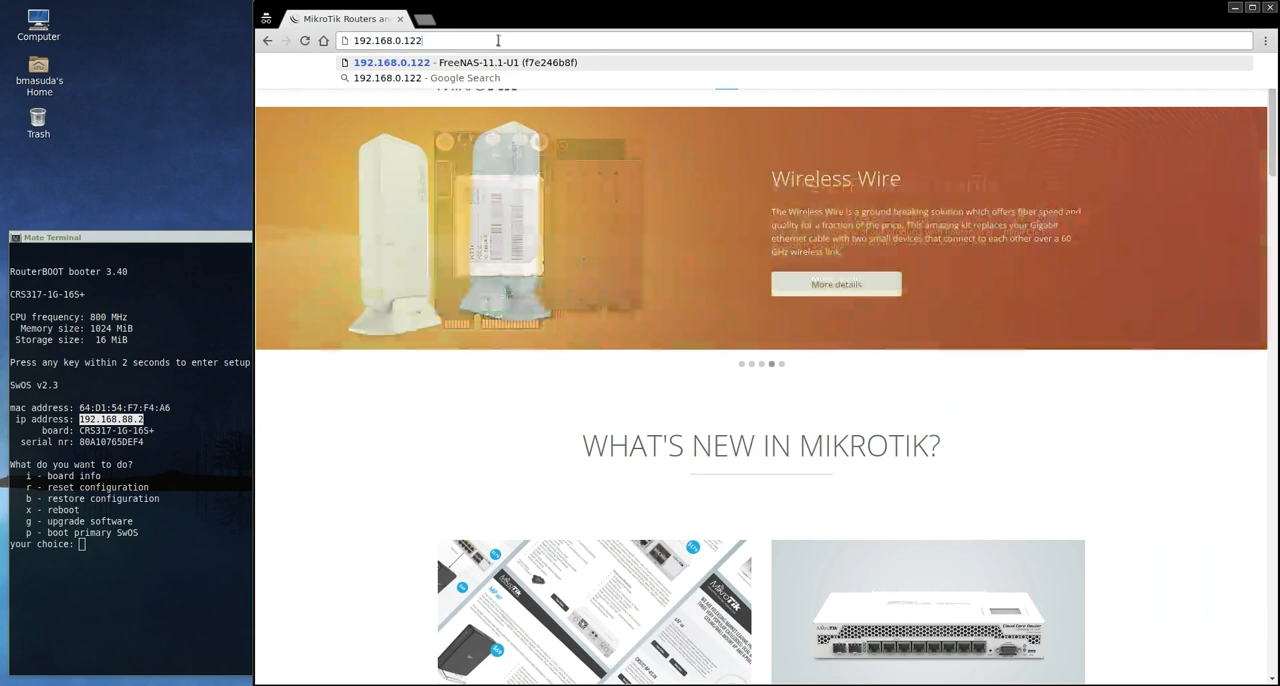 Computer
bmasuda's
Home
Trash
Mate Terminal
RouterBOOT booter 3.40
CRS317-1G-16S+
CPU frequency: 800 MHz
Memory size: 1024 MiB
Storage size: 16 MiB
Press any key within 2 seconds to enter setup
SwOS v2.3
mac address: 64:D1:54:F7:F4:A6
ip address: 192.168.88.2
board: CRS317-1G-16S+
serial nr: 80A10765DEF4
What do you want to do?
i - board info
r - reset configuration
b - restore configuration
x - reboot
g - upgrade software
p - boot primary SwOS
your choice:
MikroTik Routers an
192.168.0.122
192.168.0.122 - FreeNAS-11.1-U1 (f7e246b8f)
192.168.0.122 - Google Search
Wireless Wire
The Wireless Wire is a ground breaking solution which offers fiber speed and
quality for a fraction of the price. This amazing kit replaces your Gigabit
ethernet cable with two small devices that connect to each other over a 60
GHz wireless link.
More details
WHAT'S NEW IN MIKROTIK?
MikroTik
MikroTik
MikroTik
Cloud Core Router